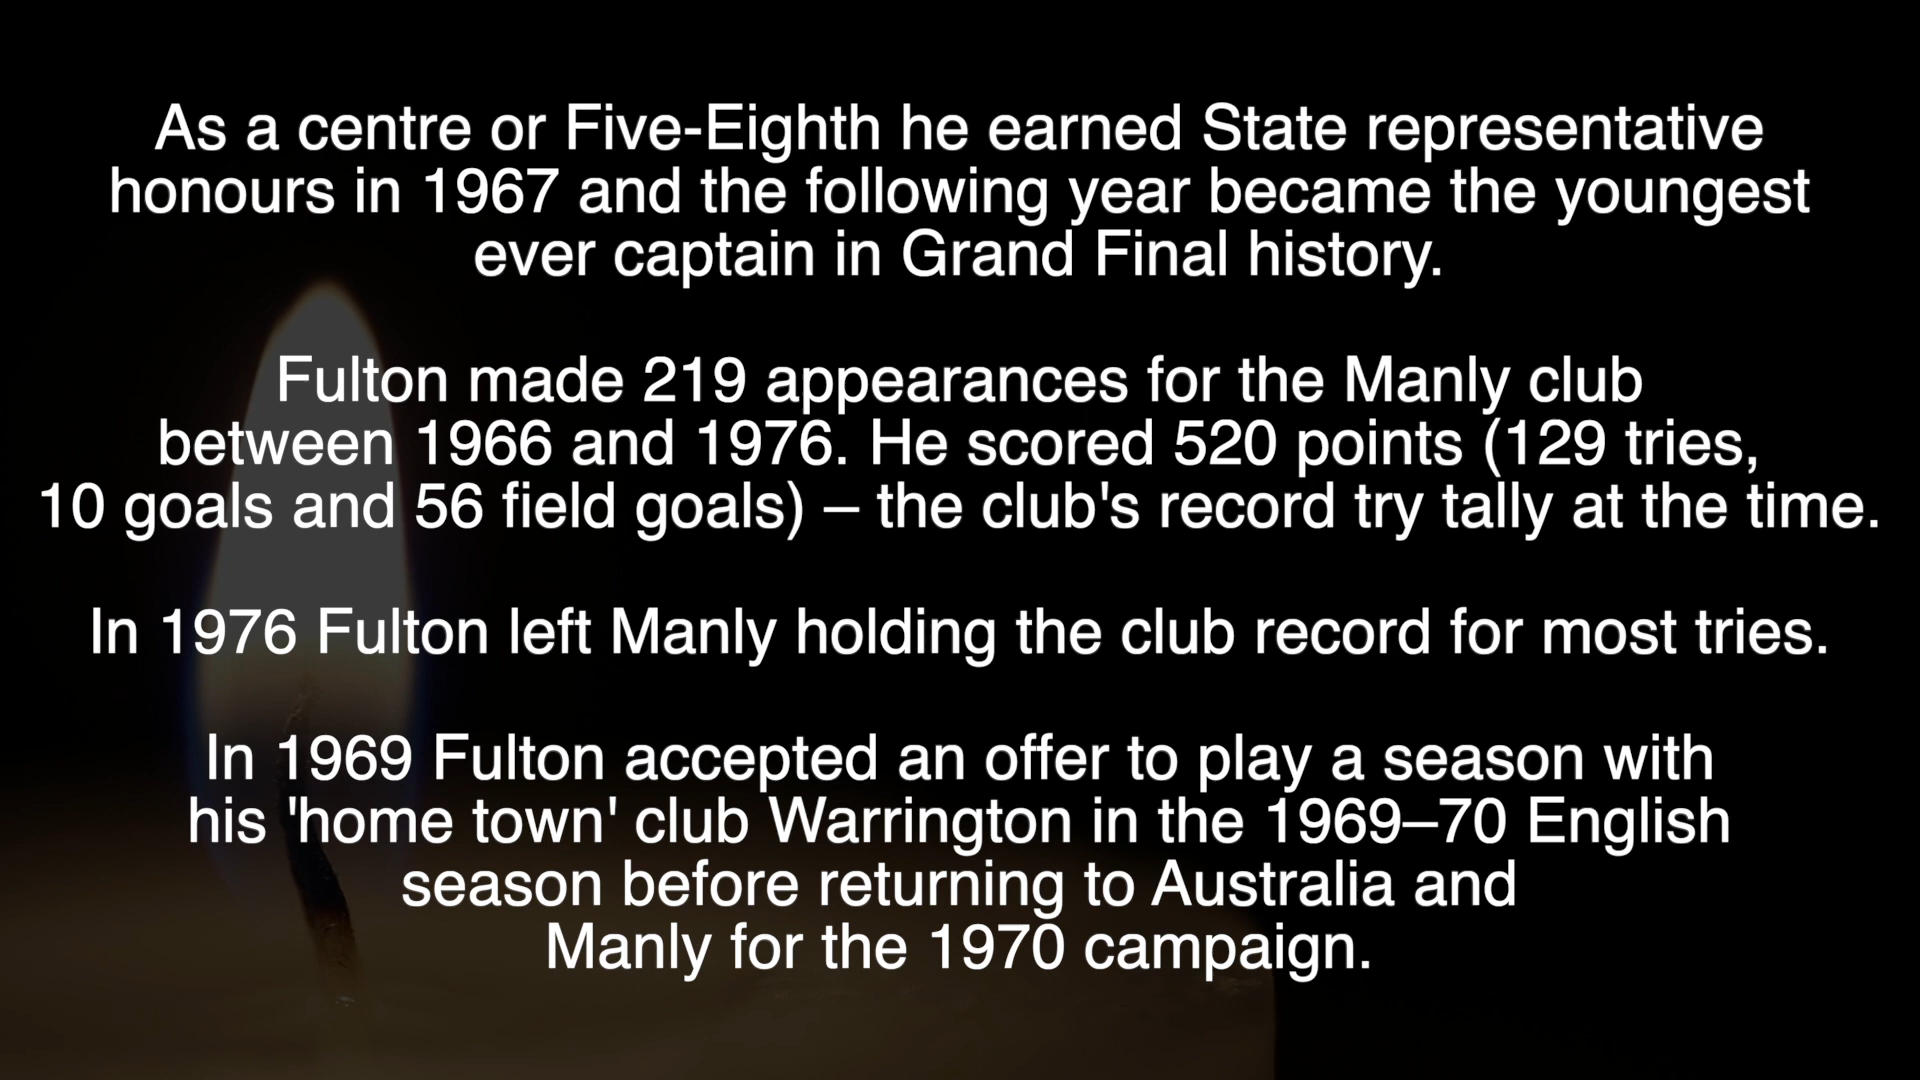 As a centre or Five-Eighth he earned State representative
honours in 1967 and the following year became the youngest
ever captain in Grand Final history.
Fulton made 219 appearances for the Manly club
between 1966 and 1976. He scored 520 points (129 tries,
10 goals and 56 field goals) – the club's record try tally at the time.
In 1976 Fulton left Manly holding the club record for most tries.
In 1969 Fulton accepted an offer to play a season with
his 'home town' club Warrington in the 1969–70 English
season before returning to Australia and
Manly for the 1970 campaign.